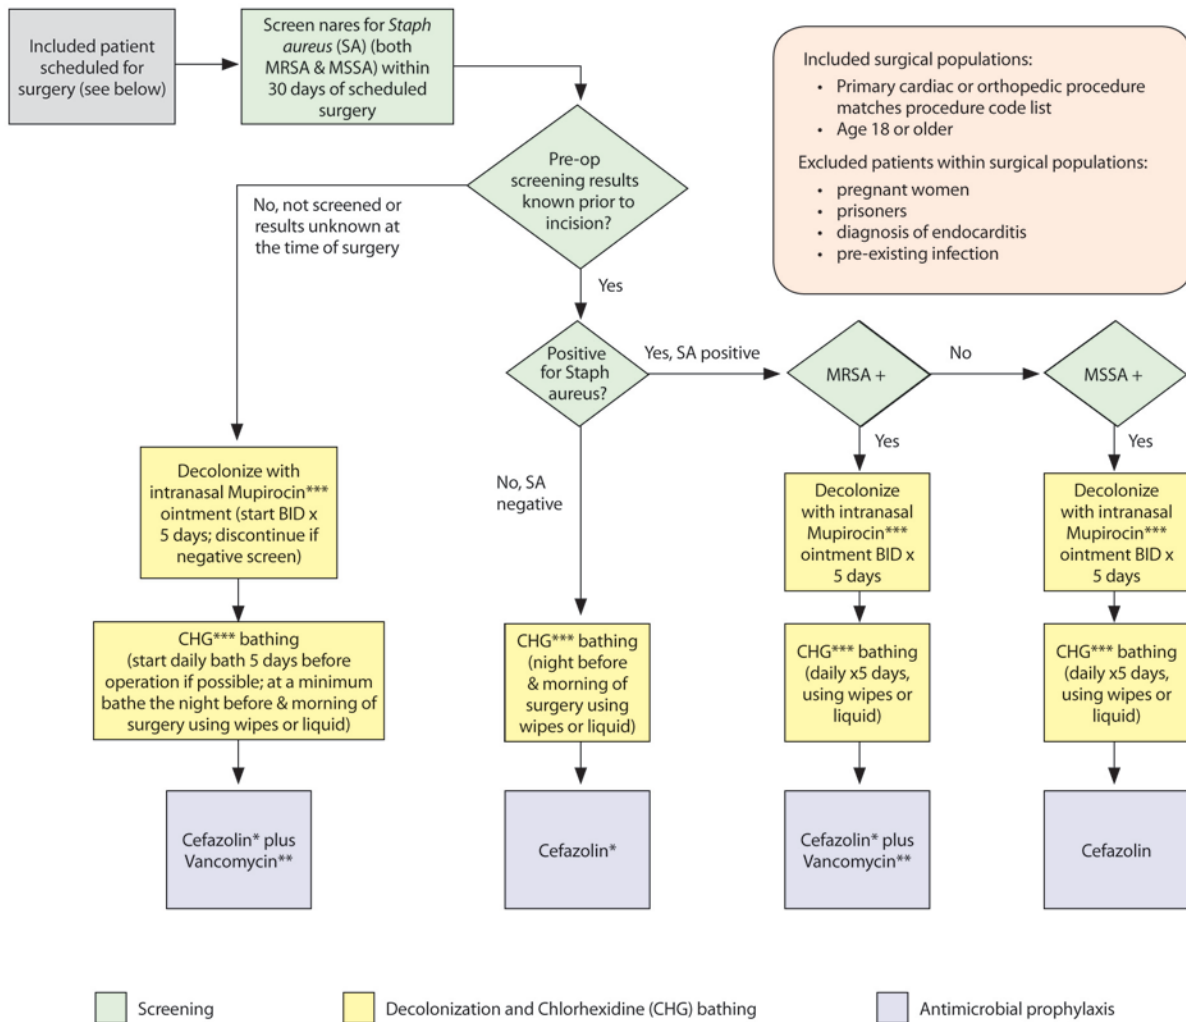 Included patient
scheduled for
surgery (see below)
Screen nares for Staph
aureus (SA) (both
MRSA & MSSA) within
30 days of scheduled
surgery
Included surgical populations:
• Primary cardiac or orthopedic procedure
matches procedure code list
• Age 18 or older
Excluded patients within surgical populations:
• pregnant women
• prisoners
• diagnosis of endocarditis
• pre-existing infection
Pre-op
screening results
known prior to
incision?
No, not screened or
results unknown at
the time of surgery
Yes
Positive
for Staph
aureus?
Yes, SA positive
MRSA +
No
MSSA +
No, SA
negative
Yes
Yes
Decolonize with
intranasal Mupirocin***
ointment (start BID x
5 days; discontinue if
negative screen)
Decolonize
with intranasal
Mupirocin***
ointment BID x
5 days
Decolonize
with intranasal
Mupirocin***
ointment BID x
5 days
CHG*** bathing
(start daily bath 5 days before
operation if possible; at a minimum
bathe the night before & morning of
surgery using wipes or liquid)
CHG*** bathing
(night before
& morning of
surgery using
wipes or liquid)
CHG*** bathing
(daily x5 days,
using wipes or
liquid)
CHG*** bathing
(daily x5 days,
using wipes or
liquid)
Cefazolin* plus
Vancomycin**
Cefazolin*
Cefazolin* plus
Vancomycin**
Cefazolin
Screening
Decolonization and Chlorhexidine (CHG) bathing
Antimicrobial prophylaxis